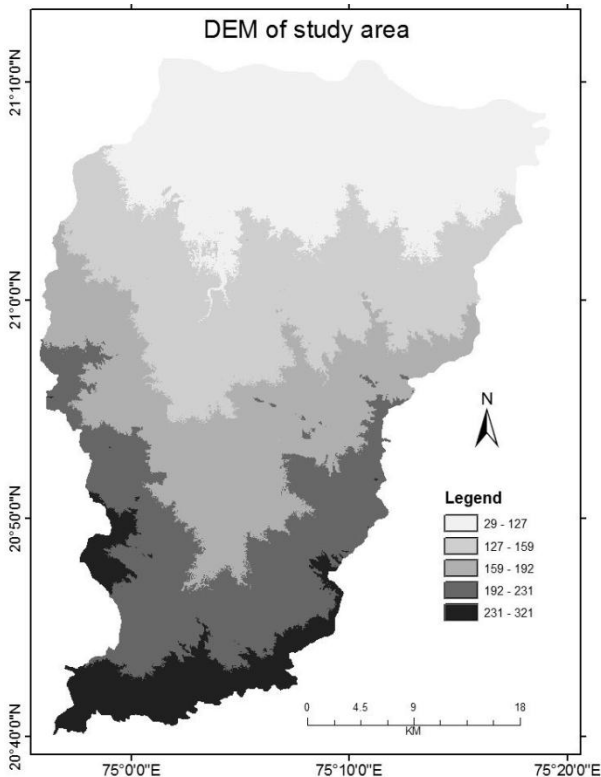 DEM of study area
21°10'0"N
21°0'0"N
20°50'0"N
20°40'0"N
N
Legend
29 - 127
127 - 159
159 - 192
192 - 231
231 - 321
0 4.5 9 18
KM
75°0'0"E 75°10'0"E 75°20'0"E